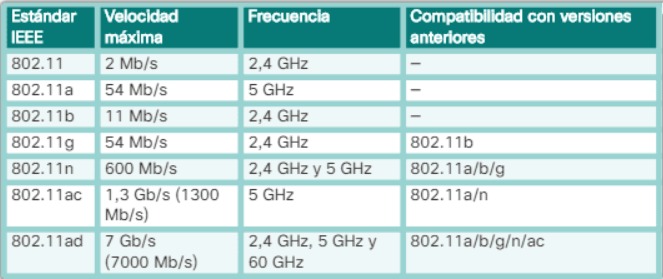 Estándar IEEE | Velocidad máxima | Frecuencia | Compatibilidad con versiones anteriores
802.11 | 2 Mb/s | 2,4 GHz | –
802.11a | 54 Mb/s | 5 GHz | –
802.11b | 11 Mb/s | 2,4 GHz | –
802.11g | 54 Mb/s | 2,4 GHz | 802.11b
802.11n | 600 Mb/s | 2,4 GHz y 5 GHz | 802.11a/b/g
802.11ac | 1,3 Gb/s (1300 Mb/s) | 5 GHz | 802.11a/n
802.11ad | 7 Gb/s (7000 Mb/s) | 2,4 GHz, 5 GHz y 60 GHz | 802.11a/b/g/n/ac